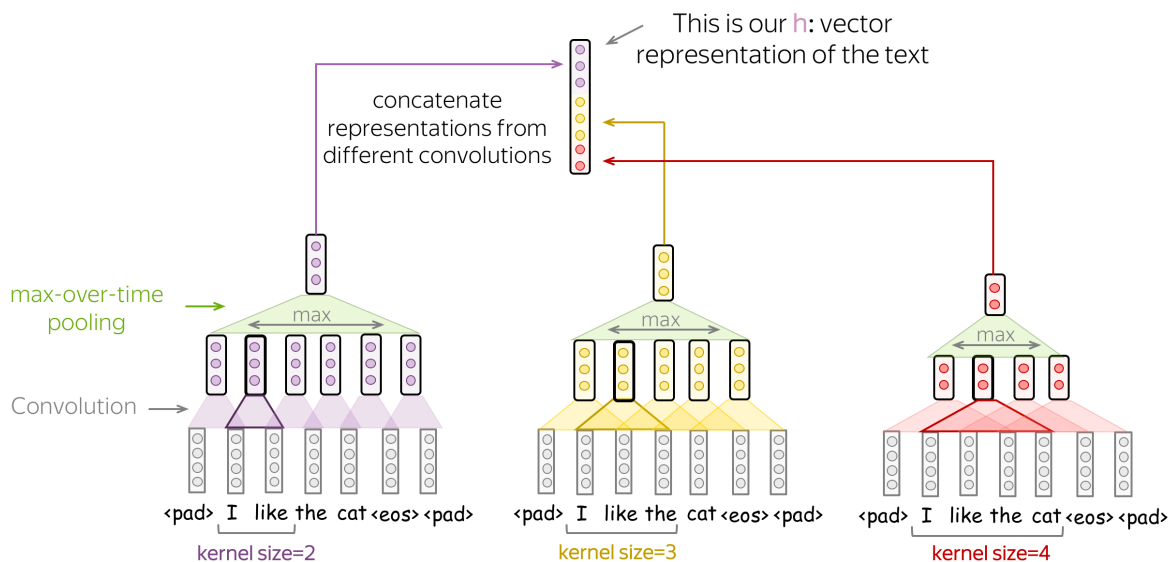 This is our h: vector
representation of the text
concatenate
representations from
different convolutions
max-over-time
pooling
max
max
max
Convolution
<pad> I like the cat <eos> <pad>
<pad> I like the cat <eos> <pad>
<pad> I like the cat <eos> <pad>
kernel size=2
kernel size=3
kernel size=4